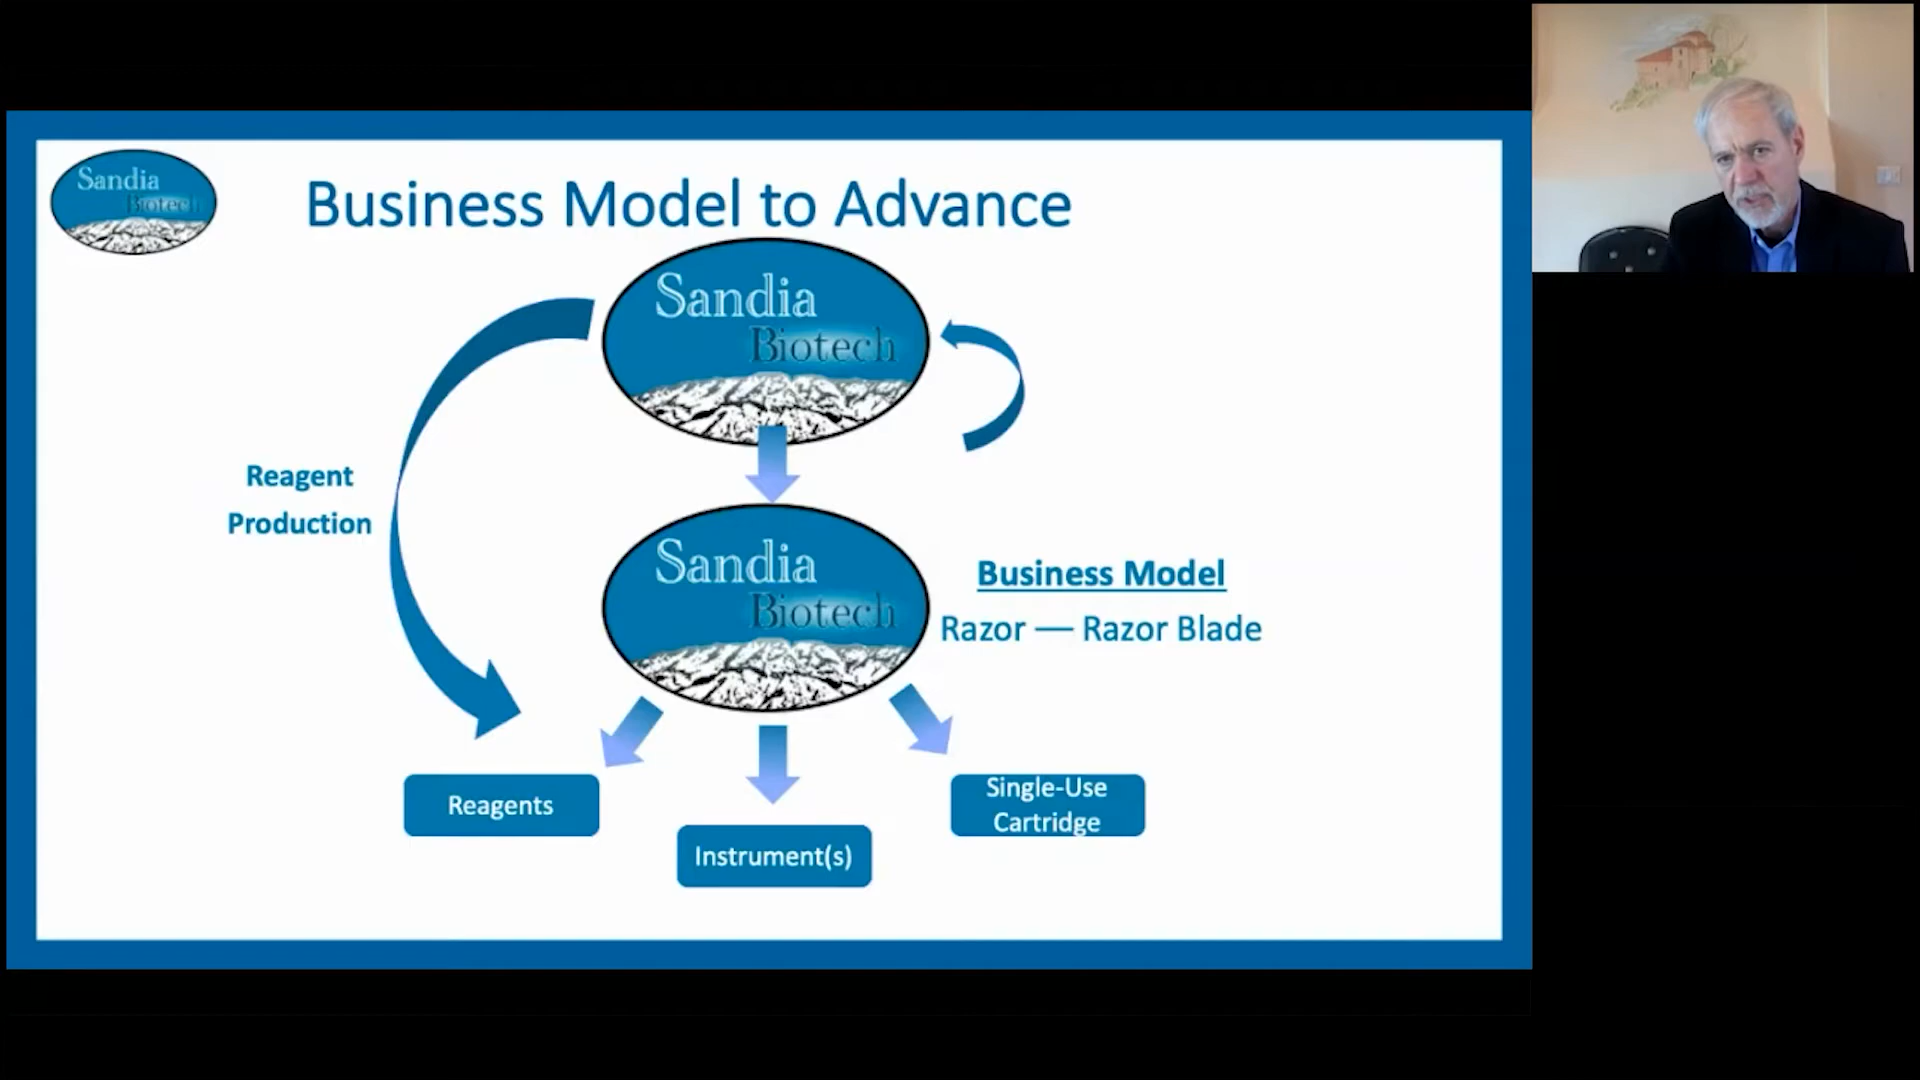 Sandia
Biotech
Business Model to Advance
Sandia
Biotech
Reagent
Production
Sandia
Biotech
Business Model
Razor — Razor Blade
Reagents
Instrument(s)
Single-Use
Cartridge